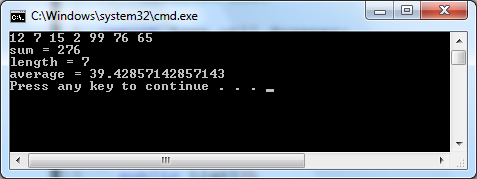 C:\Windows\system32\cmd.exe
12 7 15 2 99 76 65
sum = 276
length = 7
average = 39.42857142857143
Press any key to continue . . . _